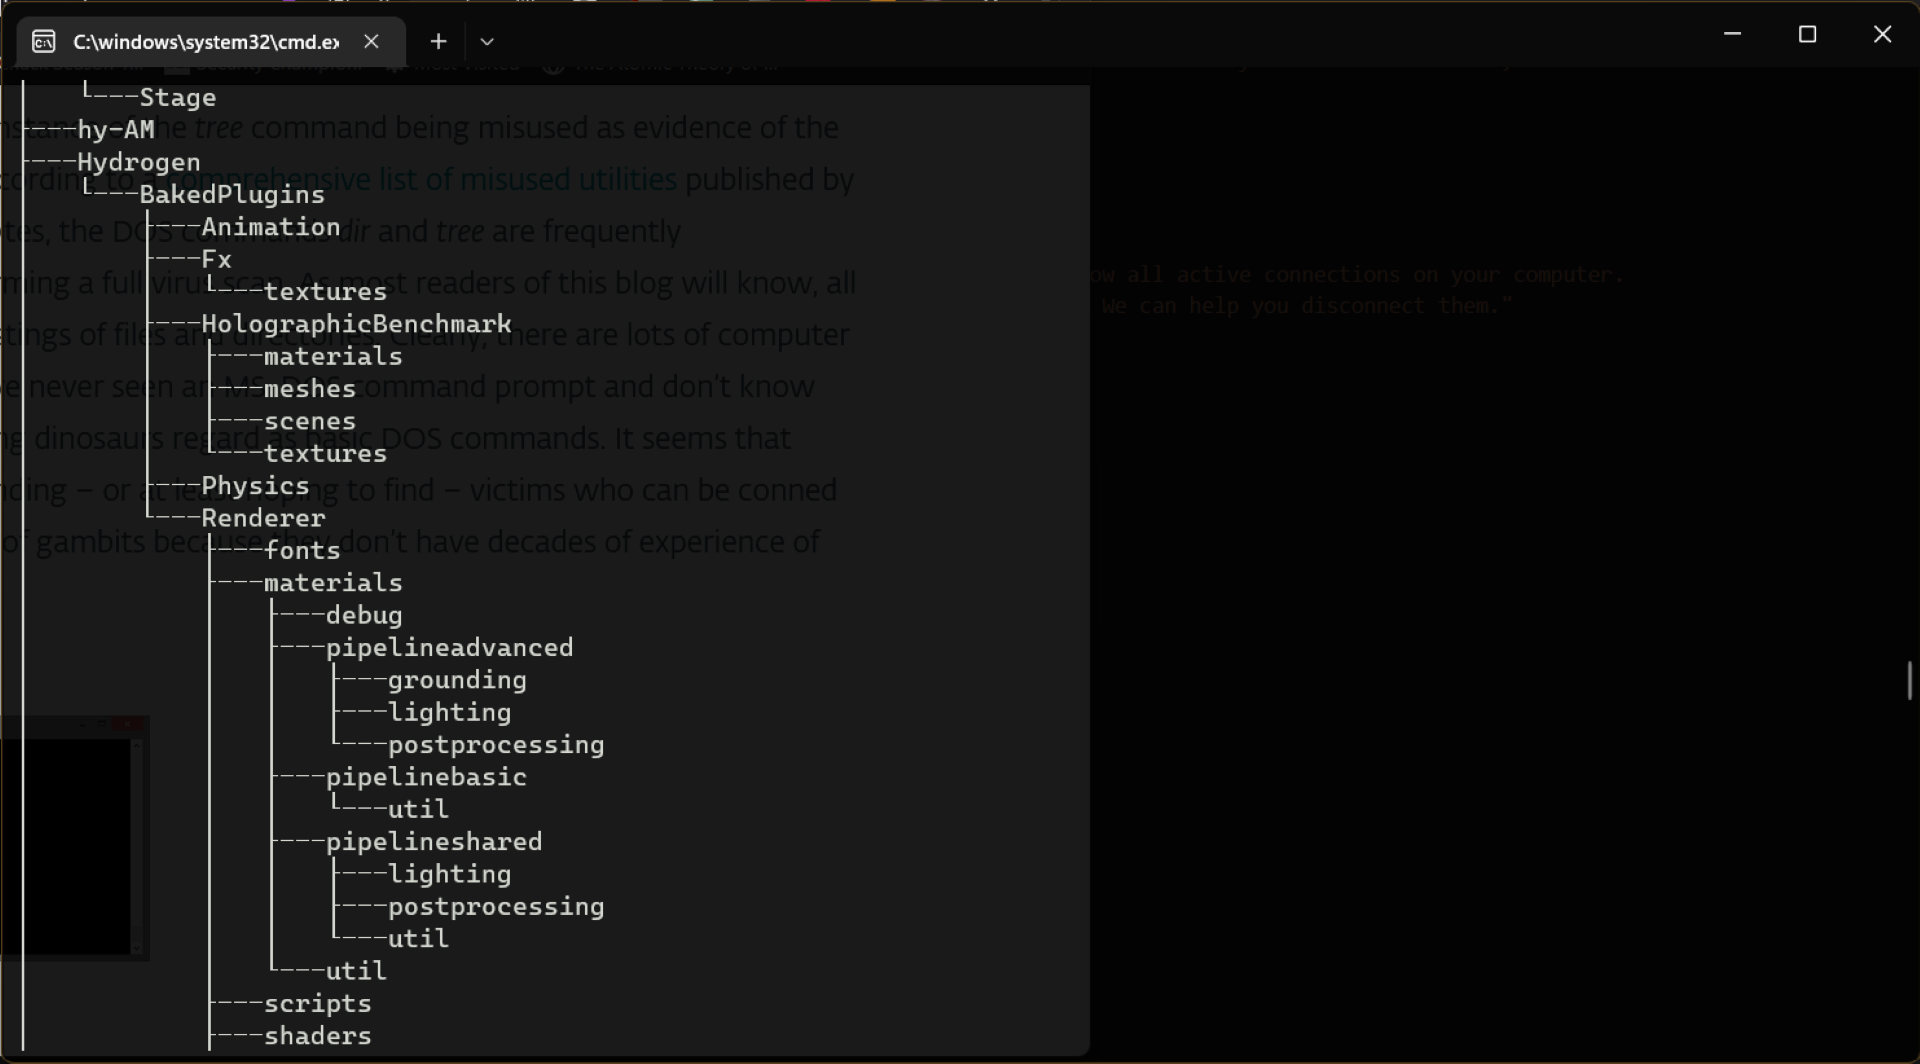 C:\windows\system32\cmd.ex
└───Stage
├───hy-AM
├───Hydrogen
│   └───BakedPlugins
│       ├───Animation
│       ├───Fx
│       │   └───textures
│       ├───HolographicBenchmark
│       │   ├───materials
│       │   ├───meshes
│       │   ├───scenes
│       │   └───textures
│       ├───Physics
│       └───Renderer
│           ├───fonts
│           ├───materials
│           │   ├───debug
│           │   ├───pipelineadvanced
│           │   │   ├───grounding
│           │   │   ├───lighting
│           │   │   └───postprocessing
│           │   ├───pipelinebasic
│           │   │   └───util
│           │   ├───pipelineshared
│           │   │   ├───lighting
│           │   │   ├───postprocessing
│           │   │   └───util
│           │   └───util
│           ├───scripts
│           ├───shaders
the tree command being misused as evidence of the
to a comprehensive list of misused utilities published by
the DOS commands dir and tree are frequently
a full virus scan. As most readers of this blog will know, all
of files and directories. Clearly, there are lots of computer
never seen an MS-DOS command prompt and don't know
dinosaurs regard as basic DOS commands. It seems that
– or at least hoping to find – victims who can be conned
of gambits because they don't have decades of experience of
all active connections on your computer.
We can help you disconnect them."